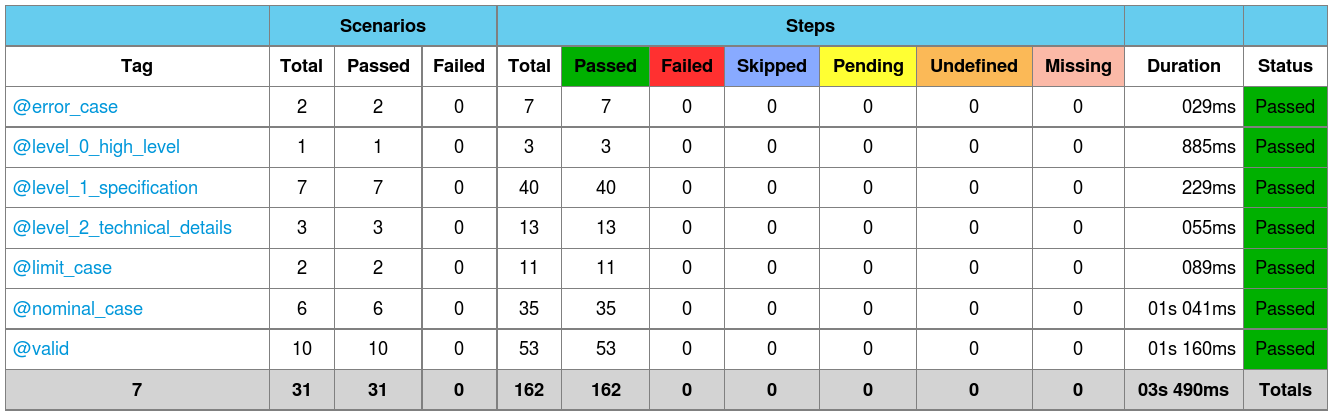 Scenarios Steps
Tag Total Passed Failed Total Passed Failed Skipped Pending Undefined Missing Duration Status
@error_case 2 2 0 7 7 0 0 0 0 0 029ms Passed
@level_0_high_level 1 1 0 3 3 0 0 0 0 0 885ms Passed
@level_1_specification 7 7 0 40 40 0 0 0 0 0 229ms Passed
@level_2_technical_details 3 3 0 13 13 0 0 0 0 0 055ms Passed
@limit_case 2 2 0 11 11 0 0 0 0 0 089ms Passed
@nominal_case 6 6 0 35 35 0 0 0 0 0 01s 041ms Passed
@valid 10 10 0 53 53 0 0 0 0 0 01s 160ms Passed
7 31 31 0 162 162 0 0 0 0 0 03s 490ms Totals